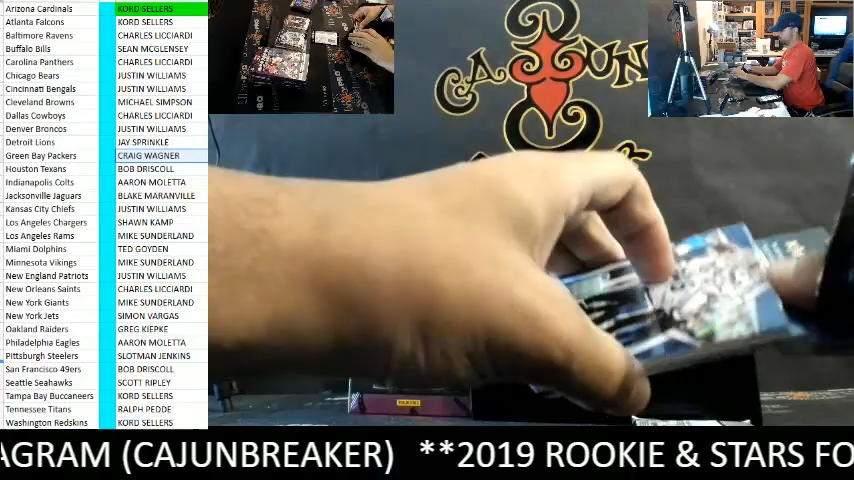 Arizona Cardinals KORD SELLERS
Atlanta Falcons KORD SELLERS
Baltimore Ravens CHARLES LICCIARDI
Buffalo Bills SEAN MCGLENSEY
Carolina Panthers CHARLES LICCIARDI
Chicago Bears JUSTIN WILLIAMS
Cincinnati Bengals JUSTIN WILLIAMS
Cleveland Browns MICHAEL SIMPSON
Dallas Cowboys CHARLES LICCIARDI
Denver Broncos JUSTIN WILLIAMS
Detroit Lions JAY SPRINKLE
Green Bay Packers CRAIG WAGNER
Houston Texans BOB DRISCOLL
Indianapolis Colts AARON MOLETTA
Jacksonville Jaguars BLAKE MARANVILLE
Kansas City Chiefs JUSTIN WILLIAMS
Los Angeles Chargers SHAWN KAMP
Los Angeles Rams MIKE SUNDERLAND
Miami Dolphins TED GOYDEN
Minnesota Vikings MIKE SUNDERLAND
New England Patriots JUSTIN WILLIAMS
New Orleans Saints CHARLES LICCIARDI
New York Giants MIKE SUNDERLAND
New York Jets SIMON VARGAS
Oakland Raiders GREG KIEPKE
Philadelphia Eagles AARON MOLETTA
Pittsburgh Steelers SLOTMAN JENKINS
San Francisco 49ers BOB DRISCOLL
Seattle Seahawks SCOTT RIPLEY
Tampa Bay Buccaneers KORD SELLERS
Tennessee Titans RALPH PEDDE
Washington Redskins KORD SELLERS
CAJUN
PANINI
AGRAM (CAJUNBREAKER) **2019 ROOKIE & STARS FO